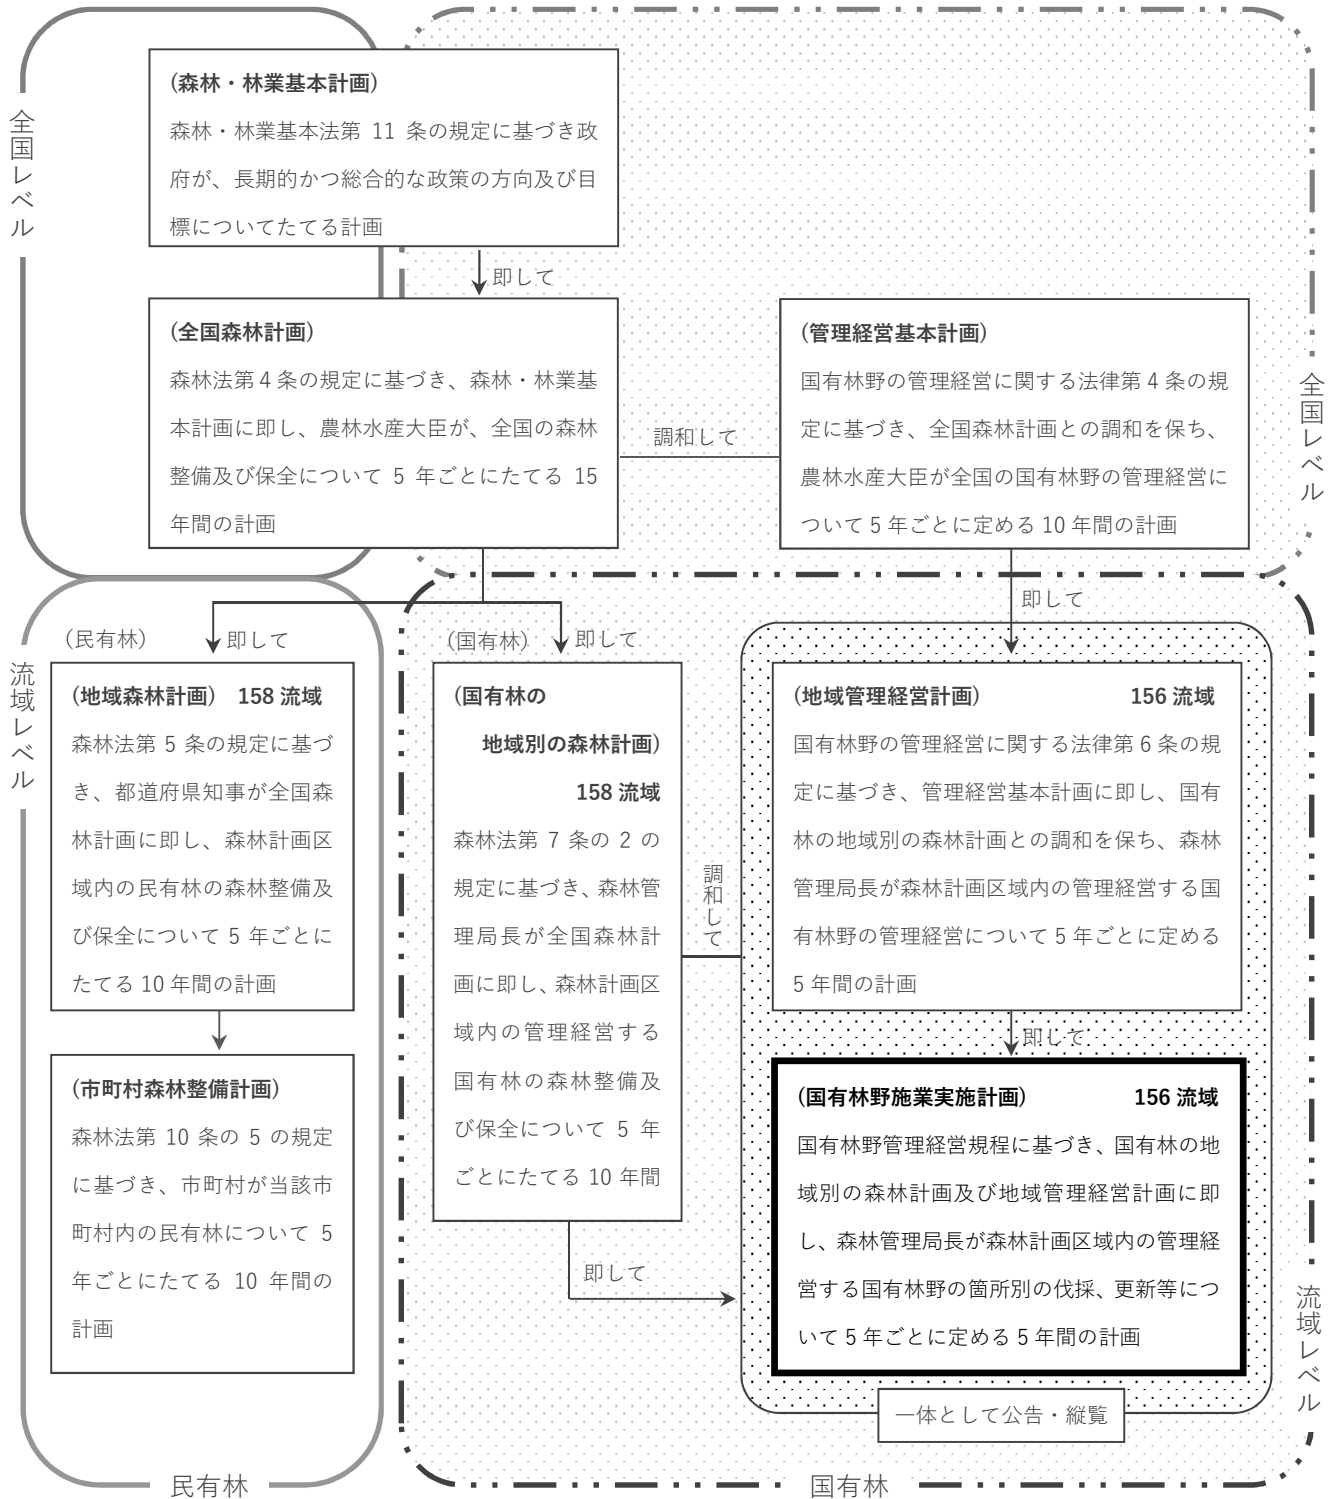 全国レベル
(森林・林業基本計画)
森林・林業基本法第 11 条の規定に基づき政
府が、長期的かつ総合的な政策の方向及び目
標についてたてる計画
即して
(全国森林計画)
森林法第 4 条の規定に基づき、森林・林業基
本計画に即し、農林水産大臣が、全国の森林
整備及び保全について 5 年ごとにたてる 15
年間の計画
調和して
(管理経営基本計画)
国有林野の管理経営に関する法律第 4 条の規
定に基づき、全国森林計画との調和を保ち、
農林水産大臣が全国の国有林野の管理経営に
ついて 5 年ごとに定める 10 年間の計画
全国レベル
即して
流域レベル
(民有林)
即して
(地域森林計画) 158 流域
森林法第 5 条の規定に基づ
き、都道府県知事が全国森
林計画に即し、森林計画区
域内の民有林の森林整備及
び保全について 5 年ごとに
たてる 10 年間の計画
(市町村森林整備計画)
森林法第 10 条の 5 の規定
に基づき、市町村が当該市
町村内の民有林について 5
年ごとにたてる 10 年間の
計画
民有林
(国有林)
即して
(国有林の
地域別の森林計画)
158 流域
森林法第 7 条の 2 の
規定に基づき、森林管
理局長が全国森林計
画に即し、森林計画区
域内の管理経営する
国有林の森林整備及
び保全について 5 年
ごとにたてる 10 年間
調和して
即して
(地域管理経営計画) 156 流域
国有林野の管理経営に関する法律第 6 条の規
定に基づき、管理経営基本計画に即し、国有
林の地域別の森林計画との調和を保ち、森林
管理局長が森林計画区域内の管理経営する国
有林野の管理経営について 5 年ごとに定める
5 年間の計画
即して
(国有林野施業実施計画) 156 流域
国有林野管理経営規程に基づき、国有林の地
域別の森林計画及び地域管理経営計画に即
し、森林管理局長が森林計画区域内の管理経
営する国有林野の箇所別の伐採、更新等につ
いて 5 年ごとに定める 5 年間の計画
一体として公告・縦覧
流域レベル
国有林